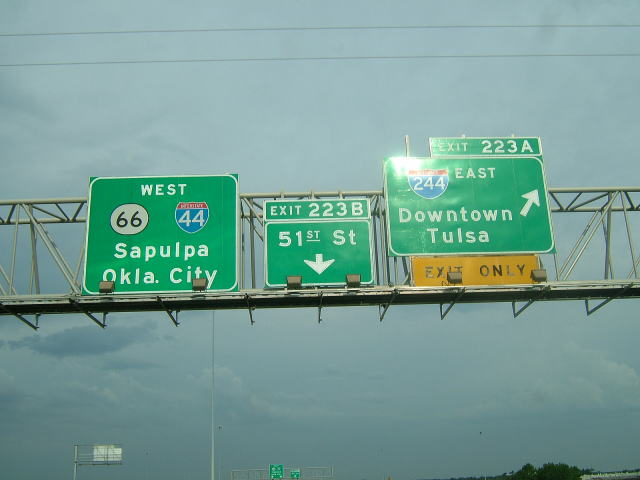 WEST
66 INTERSTATE 44
Sapulpa
Okla. City
EXIT 223B
51ST St
EXIT 223A
244 EAST
Downtown
Tulsa
EXIT ONLY